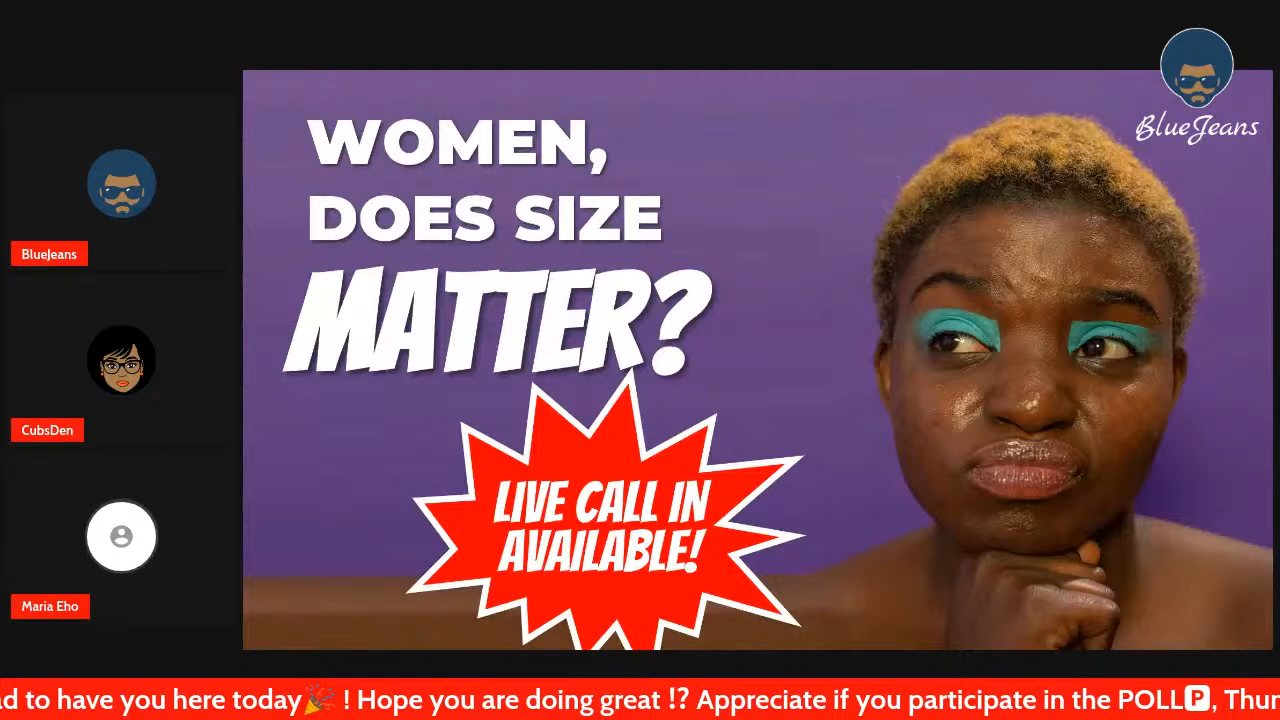 BlueJeans
WOMEN,
DOES SIZE
MATTER?
LIVE CALL IN
AVAILABLE!
BlueJeans
CubsDen
Maria Eho
to have you here today🎉 ! Hope you are doing great ⁉ Appreciate if you participate in the POLL🅿,